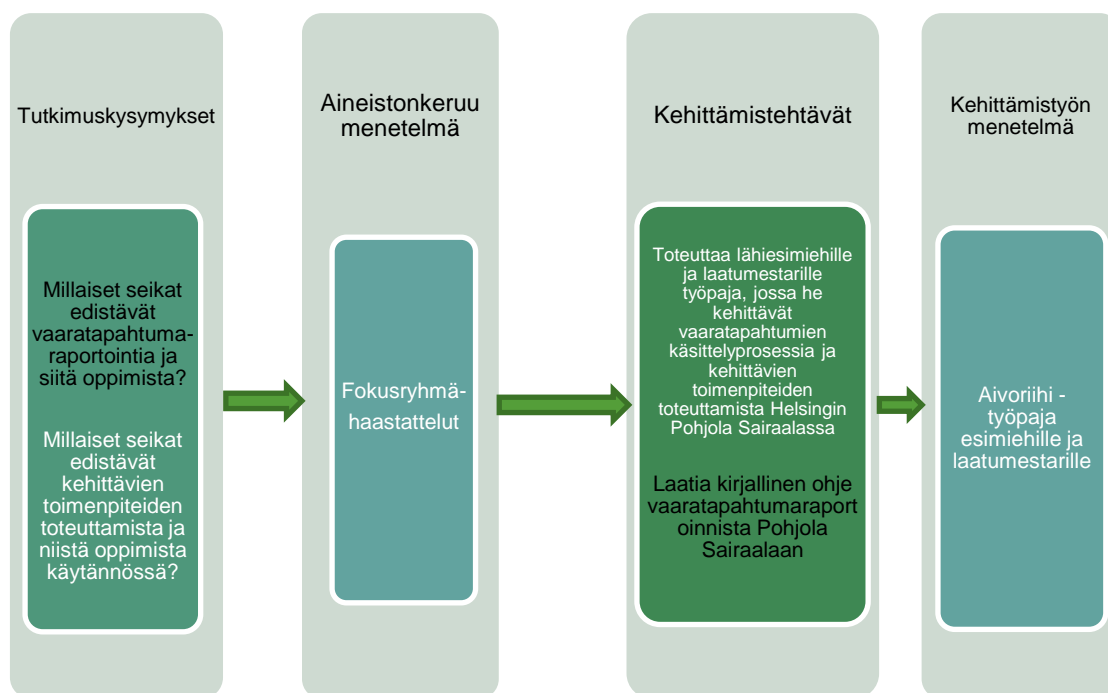 Tutkimuskysymykset
Millaiset seikat
edistävät
vaaratapahtuma-
raportointia ja
siitä oppimista?
Millaiset seikat
edistävät
kehittävien
toimenpiteiden
toteuttamista ja
niistä oppimista
käytännössä?
Aineistonkeruu
menetelmä
Fokusryhmä-
haastattelut
Kehittämistehtävät
Toteuttaa lähiesimiehille
ja laatumestarille
työpaja, jossa he
kehittävät
vaaratapahtumien
käsittelyprosessia ja
kehittävien
toimenpiteiden
toteuttamista Helsingin
Pohjola Sairaalassa
Laatia kirjallinen ohje
vaaratapahtumaraport
oinnista Pohjola
Sairaalaan
Kehittämistyön
menetelmä
Aivoriihi -
työpaja
esimiehille ja
laatumestarille